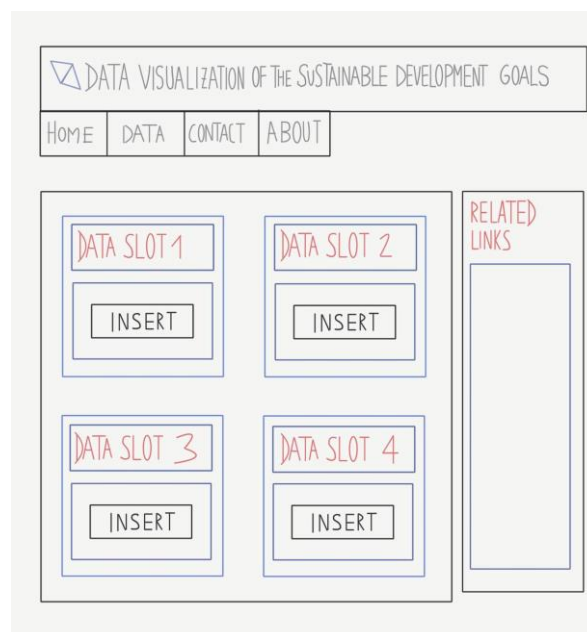 DATA VISUALIZATION OF THE SUSTAINABLE DEVELOPMENT GOALS
HOME DATA CONTACT ABOUT
DATA SLOT 1
INSERT
DATA SLOT 2
INSERT
DATA SLOT 3
INSERT
DATA SLOT 4
INSERT
RELATED
LINKS